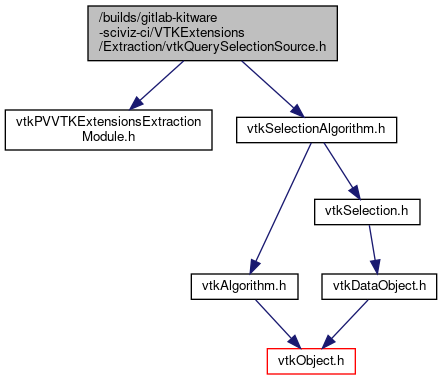 /builds/gitlab-kitware
-sciviz-ci/VTKExtensions
/Extraction/vtkQuerySelectionSource.h
vtkPVVTKExtensionsExtraction
Module.h
vtkSelectionAlgorithm.h
vtkSelection.h
vtkAlgorithm.h
vtkDataObject.h
vtkObject.h